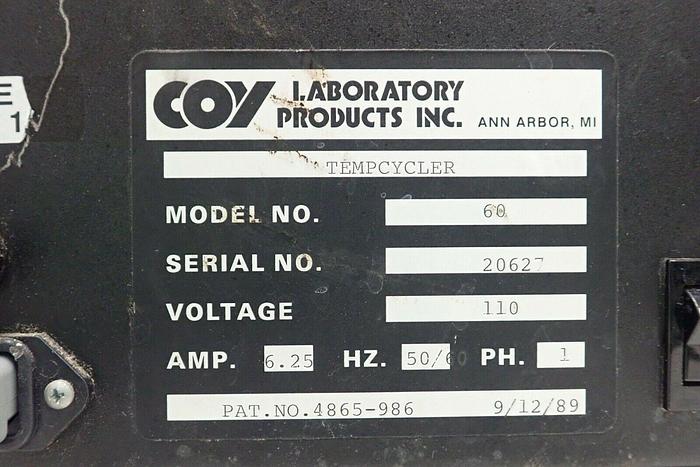 E
1
COY LABORATORY
PRODUCTS INC. ANN ARBOR, MI
TEMPCYCLER
MODEL NO. 60
SERIAL NO. 20627
VOLTAGE 110
AMP. 6.25 HZ. 50/60 PH. 1
PAT.NO.4865-986 9/12/89